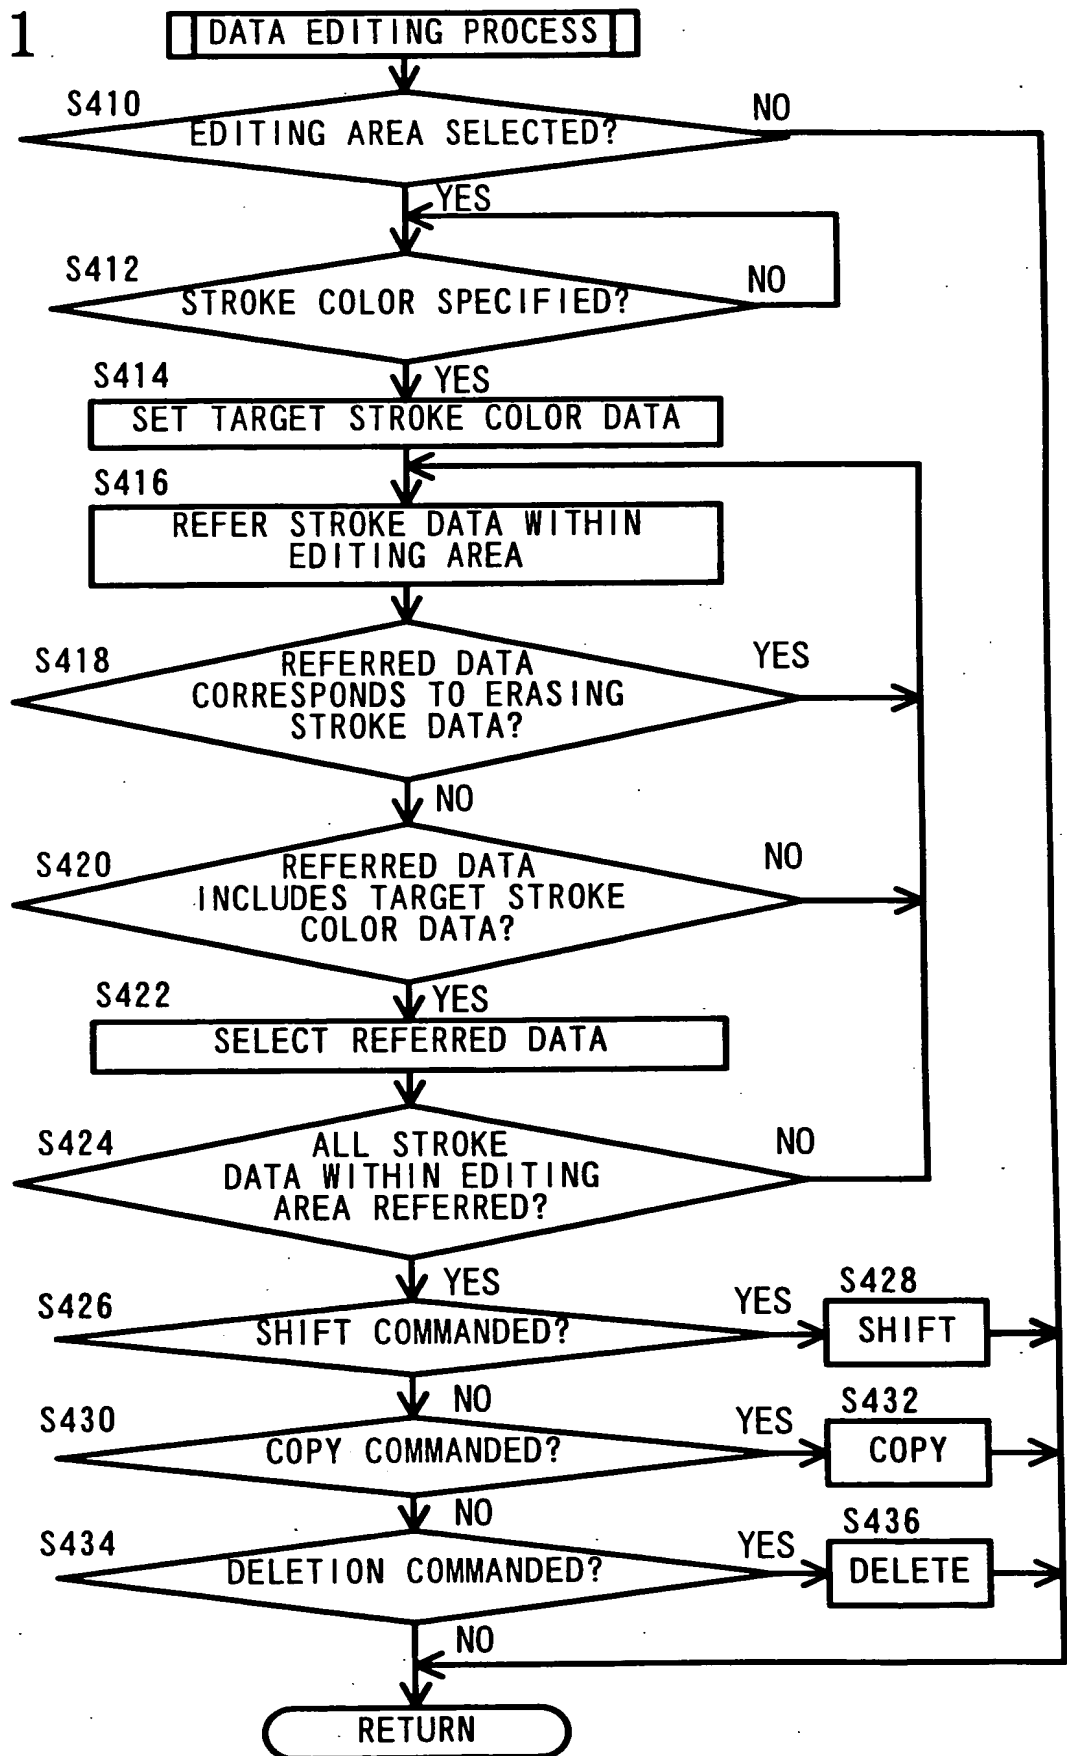 1
DATA EDITING PROCESS
S410
EDITING AREA SELECTED?
NO
YES
S412
STROKE COLOR SPECIFIED?
NO
YES
S414
SET TARGET STROKE COLOR DATA
S416
REFER STROKE DATA WITHIN
EDITING AREA
S418
REFERRED DATA
CORRESPONDS TO ERASING
STROKE DATA?
YES
NO
S420
REFERRED DATA
INCLUDES TARGET STROKE
COLOR DATA?
NO
YES
S422
SELECT REFERRED DATA
S424
ALL STROKE
DATA WITHIN EDITING
AREA REFERRED?
NO
YES
S426
SHIFT COMMANDED?
YES
S428
SHIFT
NO
S430
COPY COMMANDED?
YES
S432
COPY
NO
S434
DELETION COMMANDED?
YES
S436
DELETE
NO
RETURN